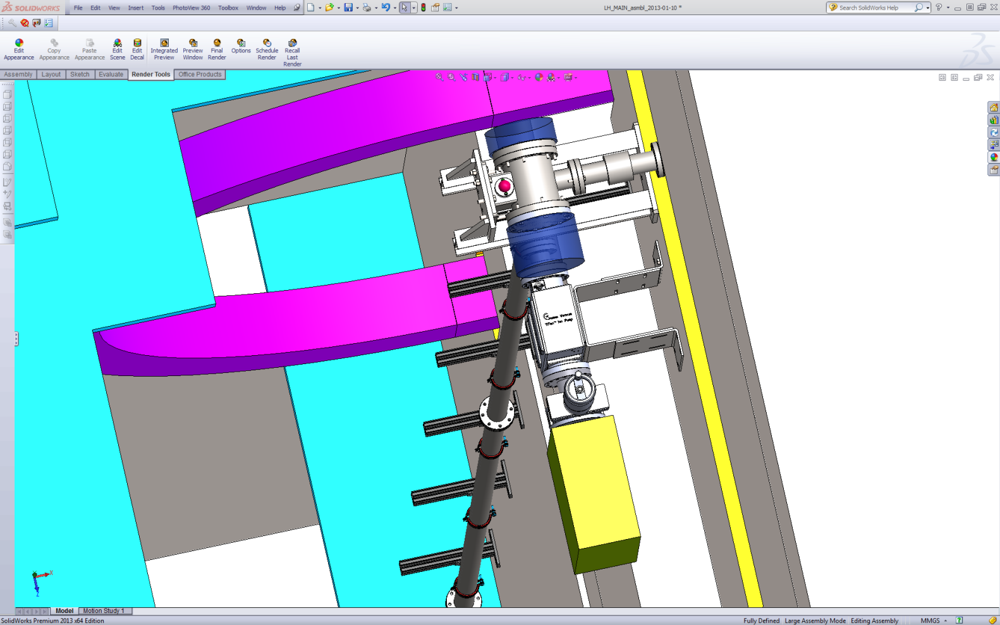 SOLIDWORKS File Edit View Insert Tools PhotoView 360 Toolbox Window Help LH_MAIN_asmbl_2013-01-10 * Search SolidWorks Help
Edit Appearance
Copy Appearance
Paste Appearance
Edit Scene
Edit Decal
Integrated Preview
Preview Window
Final Render
Options
Schedule Render
Recall Last Render
Assembly Layout Sketch Evaluate Render Tools Office Products
Gamma Vacuum
TiTan™ Ion Pump
X
Z
Model Motion Study 1
SolidWorks Premium 2013 x64 Edition Fully Defined Large Assembly Mode Editing Assembly MMGS